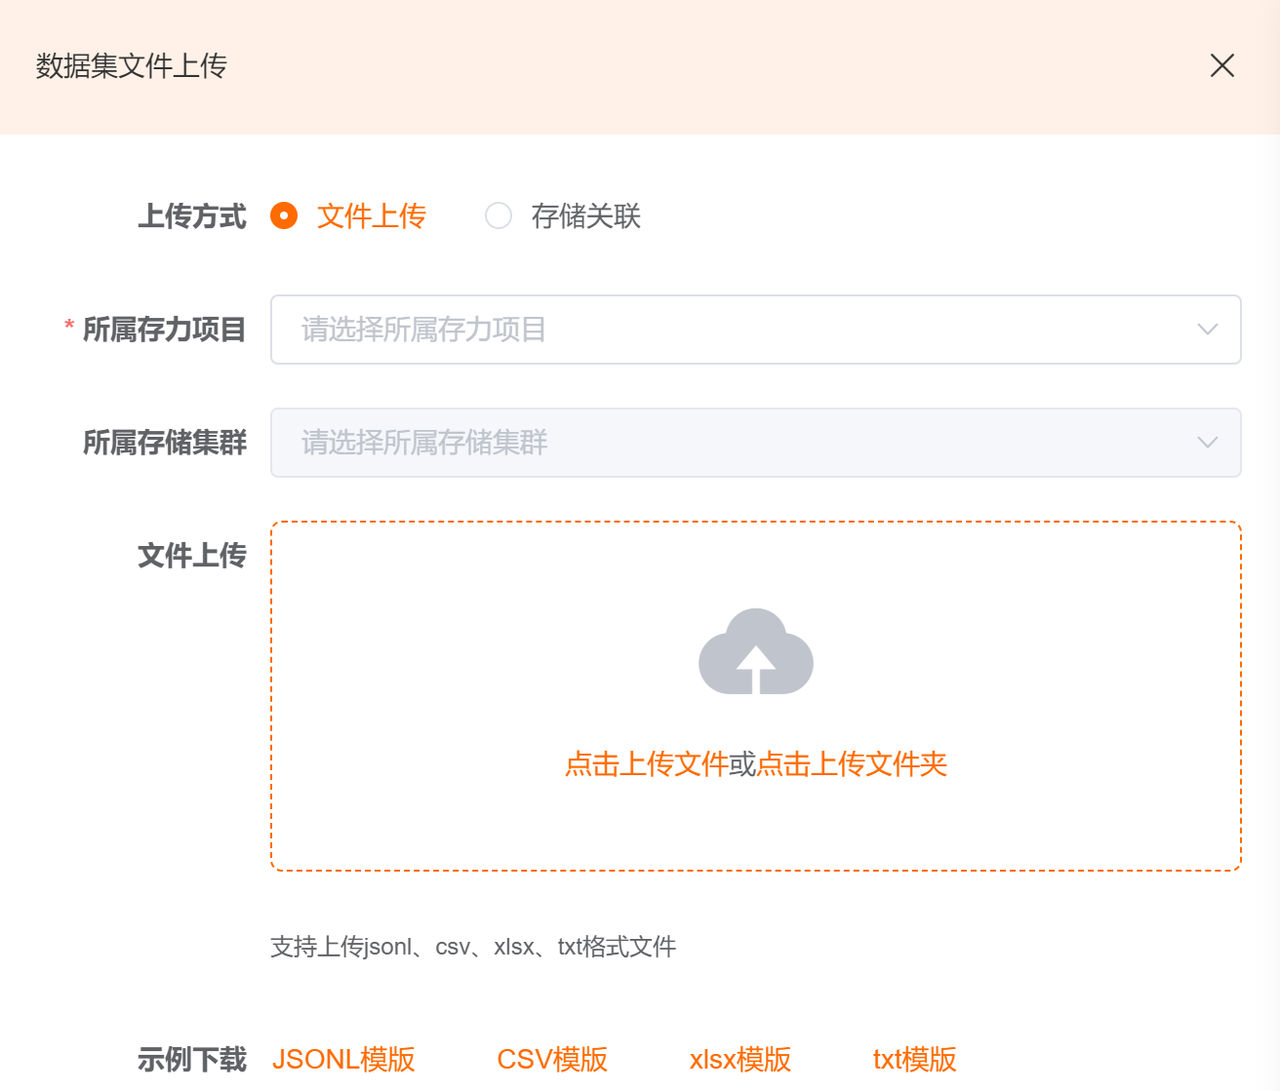 数据集文件上传
上传方式 文件上传 存储关联
* 所属存力项目 请选择所属存力项目
所属存储集群 请选择所属存储集群
文件上传
点击上传文件或点击上传文件夹
支持上传jsonl、csv、xlsx、txt格式文件
示例下载 JSONL模版 CSV模版 xlsx模版 txt模版